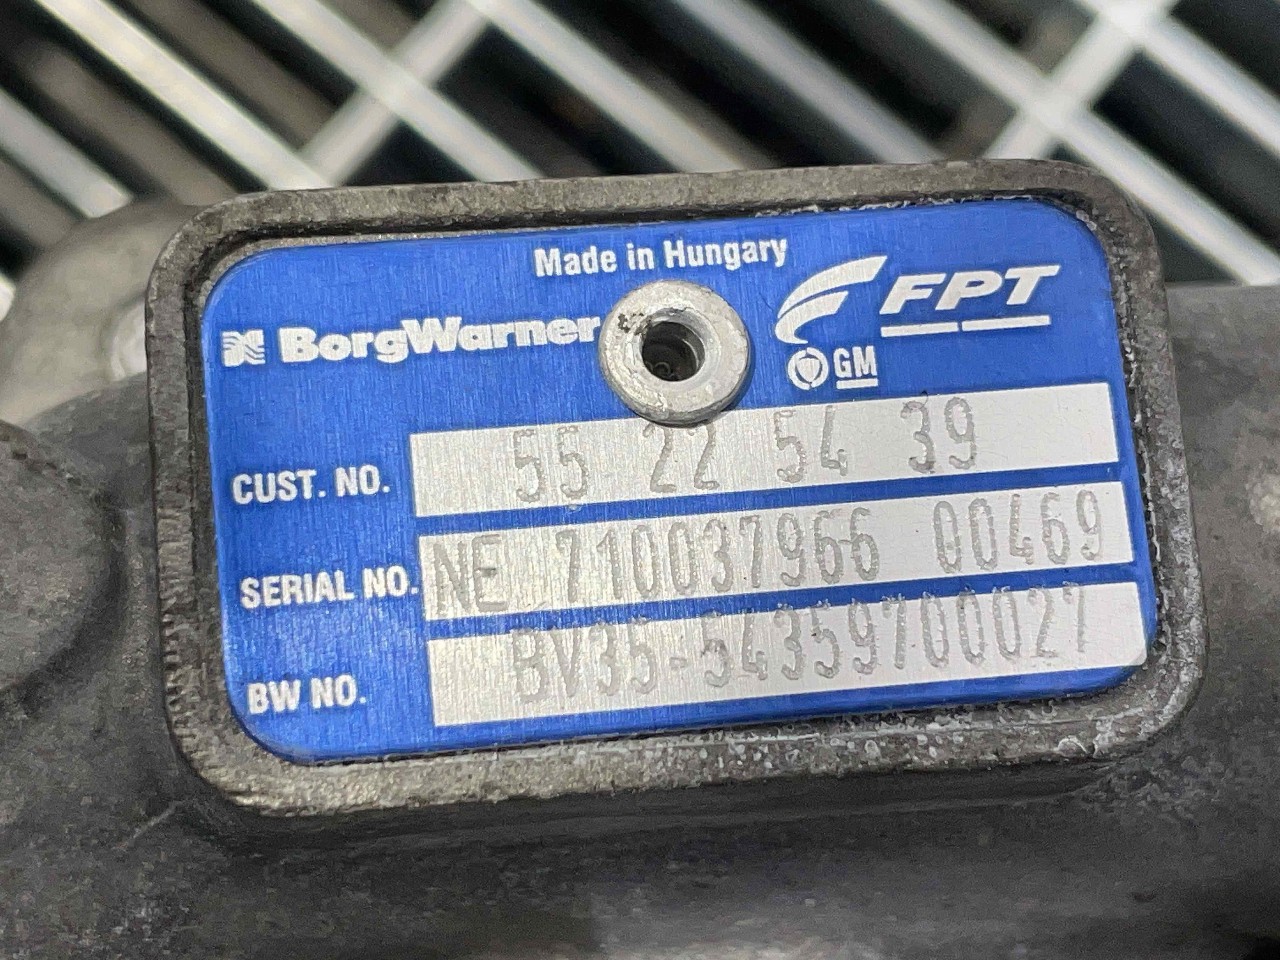 Made in Hungary
BorgWarner
FPT
GM
CUST. NO. 55 22 54 39
SERIAL NO. NE 710037966 00469
BW NO. BV35-54359700027